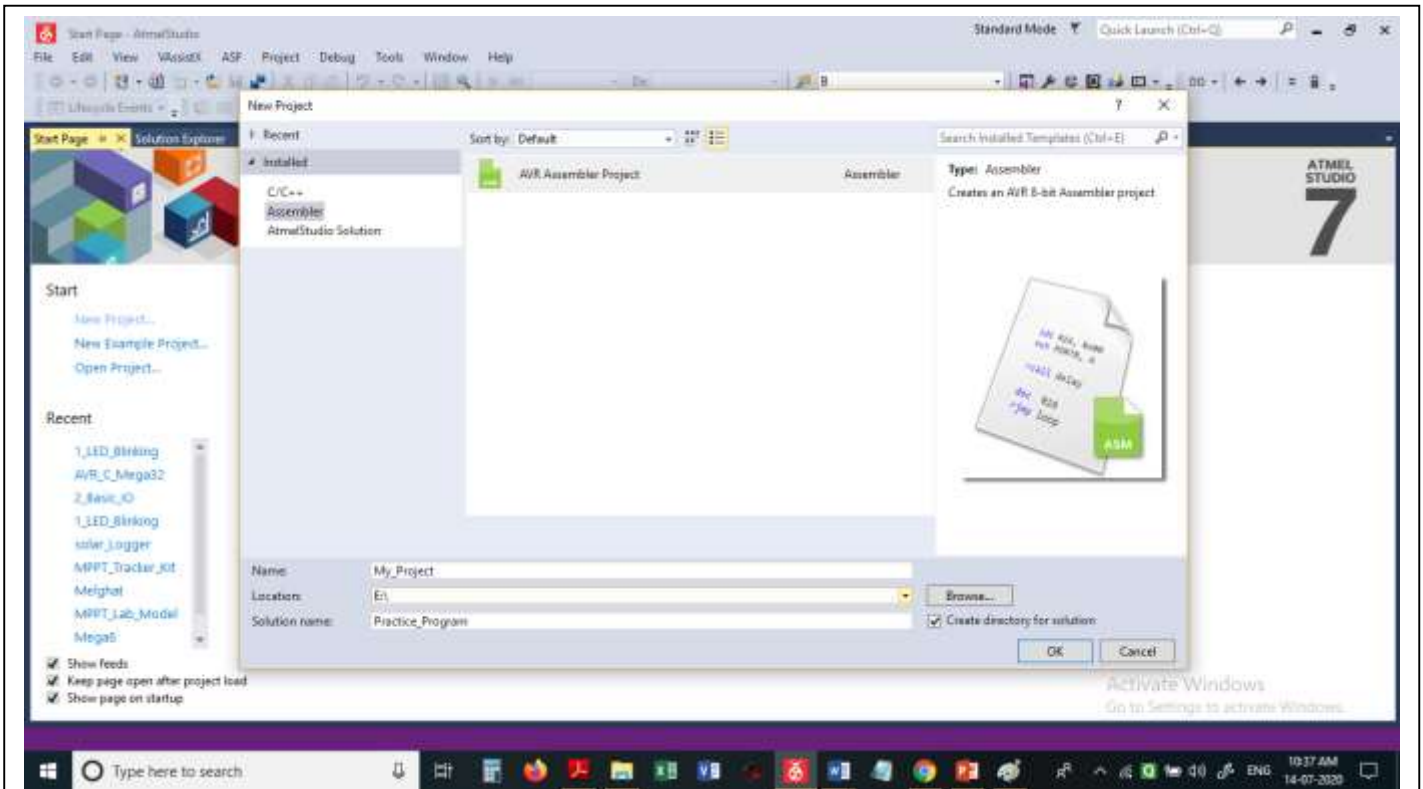 Start Page - AtmelStudio
Standard Mode
Quick Launch (Ctrl+Q)
File Edit View VAssistX ASF Project Debug Tools Window Help
New Project
Start Page
Solution Explorer
Recent
Installed
C/C++
Assembler
AtmelStudio Solution
Sort by: Default
AVR Assembler Project
Assembler
Search Installed Templates (Ctrl+E)
Type: Assembler
Creates an AVR 8-bit Assembler project
rcall delay
rjmp loop
ASM
ATMEL
STUDIO
7
Start
New Project...
New Example Project...
Open Project...
Recent
1_LED_Blinking
AVR_C_Mega32
2_Basic_IO
1_LED_Blinking
solar_Logger
MPPT_Tracker_Kit
Melghat
MPPT_Lab_Model
Show feeds
Keep page open after project load
Show page on startup
Name: My_Project
Location: E:\
Browse...
Solution name: Practice_Program
Create directory for solution
OK
Cancel
Activate Windows
Go to Settings to activate Windows.
Type here to search
ENG
10:37 AM
14-07-2020